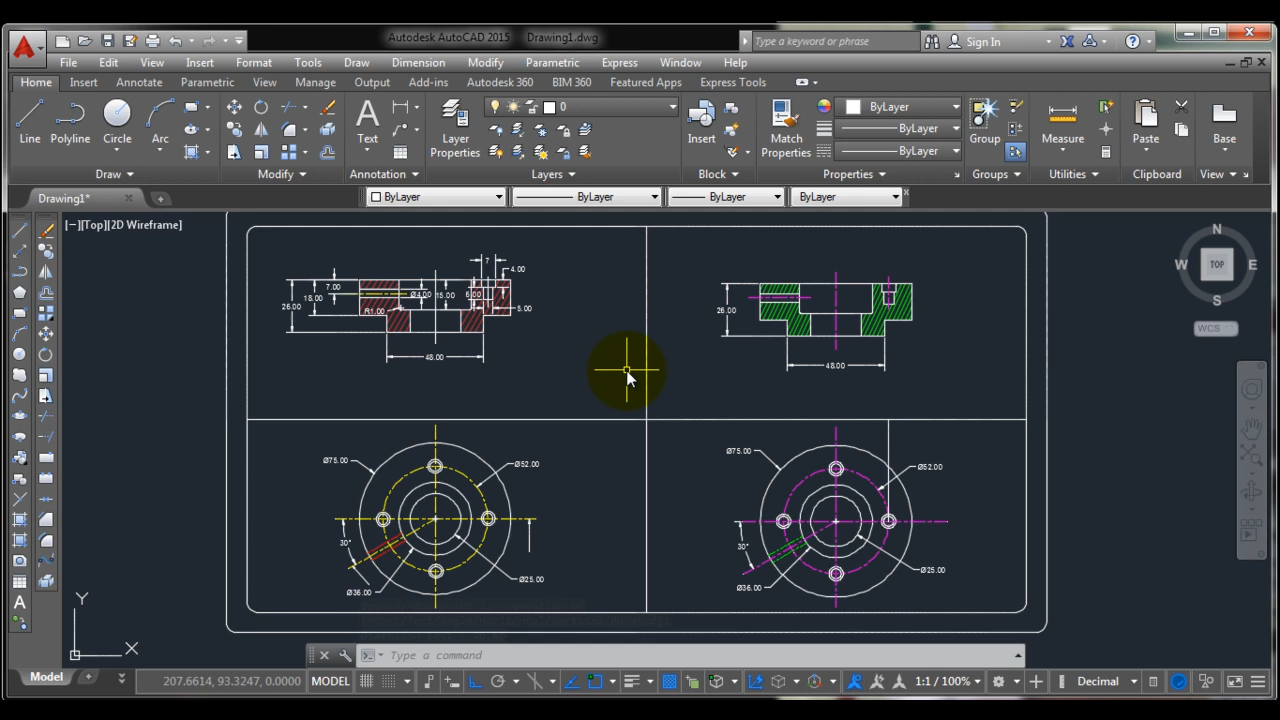 Autodesk AutoCAD 2015 Drawing1.dwg
Type a keyword or phrase
Sign In
File Edit View Insert Format Tools Draw Dimension Modify Parametric Express Window Help
Home Insert Annotate Parametric View Manage Output Add-ins Autodesk 360 BIM 360 Featured Apps Express Tools
0
ByLayer
ByLayer
ByLayer
Line Polyline Circle Arc
Text
Layer
Properties
Insert
Match
Properties
Group
Measure
Paste
Base
Draw Modify Annotation Layers Block Properties Groups Utilities Clipboard View
Drawing1*
ByLayer ByLayer ByLayer ByLayer
[−][Top][2D Wireframe]
N
W TOP E
S
WCS
7
4.00
7.00
18.00
26.00
Ø4.00
15.00
6.00
5.00
R1.00
48.00
26.00
48.00
Ø75.00
Ø52.00
30°
Ø36.00
Ø25.00
Ø75.00
Ø52.00
30°
Ø36.00
Ø25.00
Y
X
Type a command
Model
207.6614, 93.3247, 0.0000 MODEL 1:1 / 100% Decimal